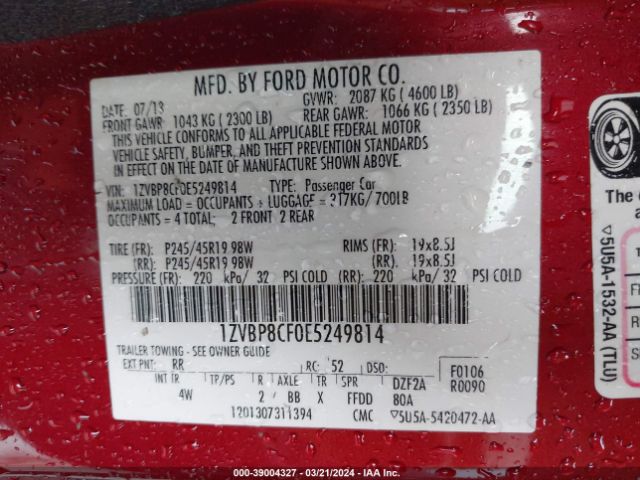 MFD. BY FORD MOTOR CO.
DATE: 07/13 GVWR: 2087 KG ( 4600 LB)
FRONT GAWR: 1043 KG ( 2300 LB) REAR GAWR: 1066 KG ( 2350 LB)
THIS VEHICLE CONFORMS TO ALL APPLICABLE FEDERAL MOTOR
VEHICLE SAFETY, BUMPER, AND THEFT PREVENTION STANDARDS
IN EFFECT ON THE DATE OF MANUFACTURE SHOWN ABOVE.
VIN: 1ZVBP8CF0E5249814 TYPE: Passenger Car
MAXIMUM LOAD = OCCUPANTS + LUGGAGE = 317KG/700LB
OCCUPANTS = 4 TOTAL: 2 FRONT 2 REAR
TIRE (FR): P245/45R19 98W RIMS (FR): 19x8.5J
(RR): P245/45R19 98W (RR): 19x8.5J
PRESSURE (FR): 220 kPa/ 32 PSI COLD (RR): 220 kPa/ 32 PSI COLD
1ZVBP8CF0E5249814
TRAILER TOWING - SEE OWNER GUIDE
EXT PNT: RR RC: 52 DSO: F0106
INT TR TP/PS R AXLE TR SPR DZF2A R0090
4W 2 BB X FFDD 80A
1201307311394 CMC ▽5U5A-5420472-AA
The
▽5U5A-1532-AA (TLU)
T
FR
R
S
#100-39004327 - 03/21/2024 - IAA Inc.